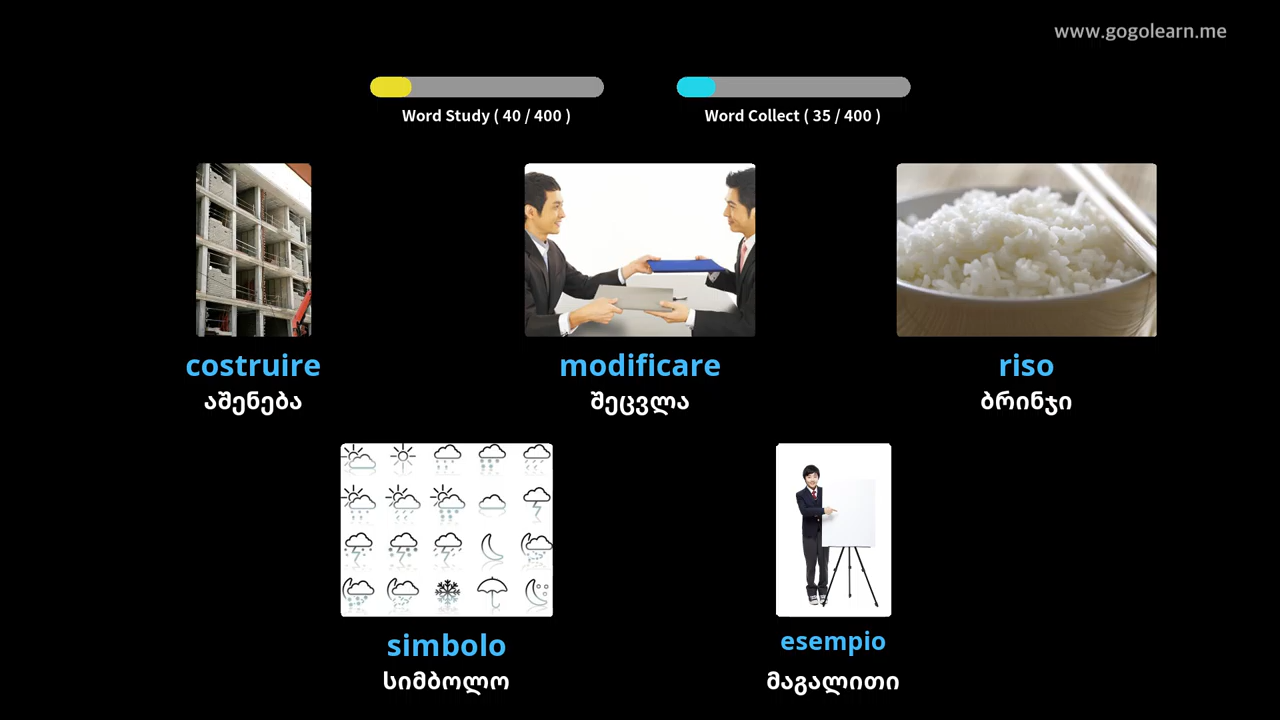 www.gogolearn.me
Word Study ( 40 / 400 )
Word Collect ( 35 / 400 )
costruire
აშენება
modificare
შეცვლა
riso
ბრინჯი
simbolo
სიმბოლო
esempio
მაგალითი